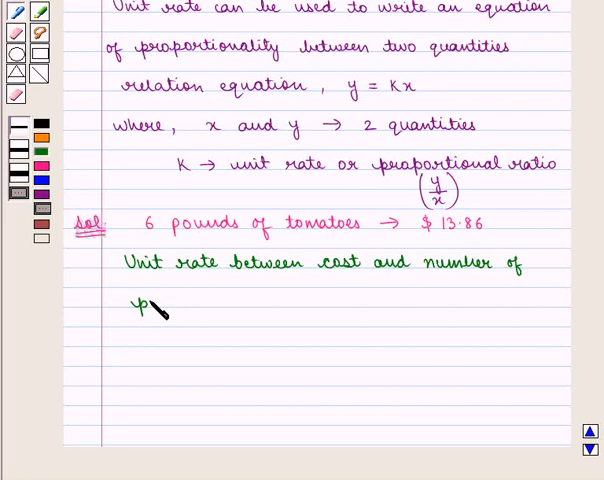 Unit rate can be used to write an equation
of proportionality between two quantities
relation equation, y = Kx
where, x and y → 2 quantities
K → unit rate or proportional ratio
(y/x)
Sol: 6 pounds of tomatoes → $ 13.86
Unit rate between cost and number of
p